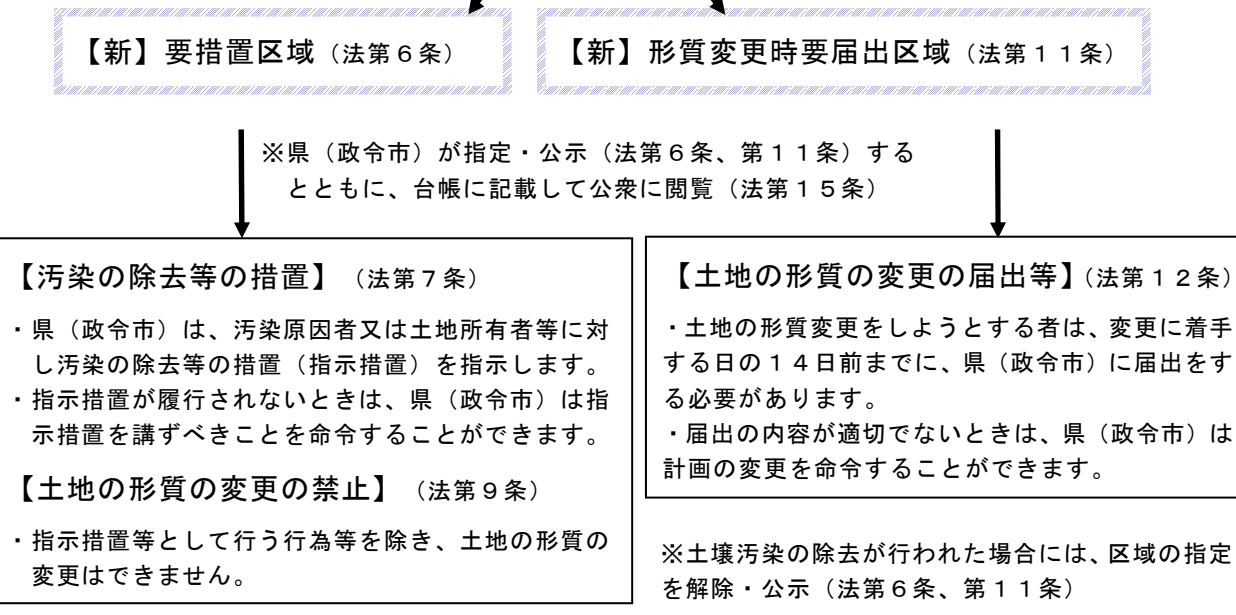 【新】要措置区域（法第６条）
【新】形質変更時要届出区域（法第１１条）
※県（政令市）が指定・公示（法第６条、第１１条）する
とともに、台帳に記載して公衆に閲覧（法第１５条）
【汚染の除去等の措置】（法第７条）
・県（政令市）は、汚染原因者又は土地所有者等に対
し汚染の除去等の措置（指示措置）を指示します。
・指示措置が履行されないときは、県（政令市）は指
示措置を講ずべきことを命令することができます。
【土地の形質の変更の禁止】（法第９条）
・指示措置等として行う行為等を除き、土地の形質の
変更はできません。
【土地の形質の変更の届出等】（法第１２条）
・土地の形質変更をしようとする者は、変更に着手
する日の１４日前までに、県（政令市）に届出をす
る必要があります。
・届出の内容が適切でないときは、県（政令市）は
計画の変更を命令することができます。
※土壌汚染の除去が行われた場合には、区域の指定
を解除・公示（法第６条、第１１条）